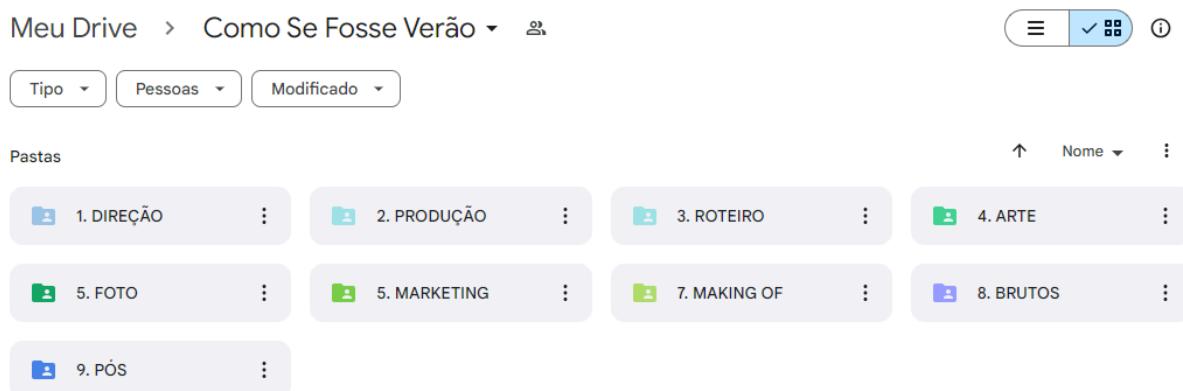 Meu Drive > Como Se Fosse Verão
Tipo Pessoas Modificado
Pastas Nome
1. DIREÇÃO 2. PRODUÇÃO 3. ROTEIRO 4. ARTE
5. FOTO 5. MARKETING 7. MAKING OF 8. BRUTOS
9. PÓS